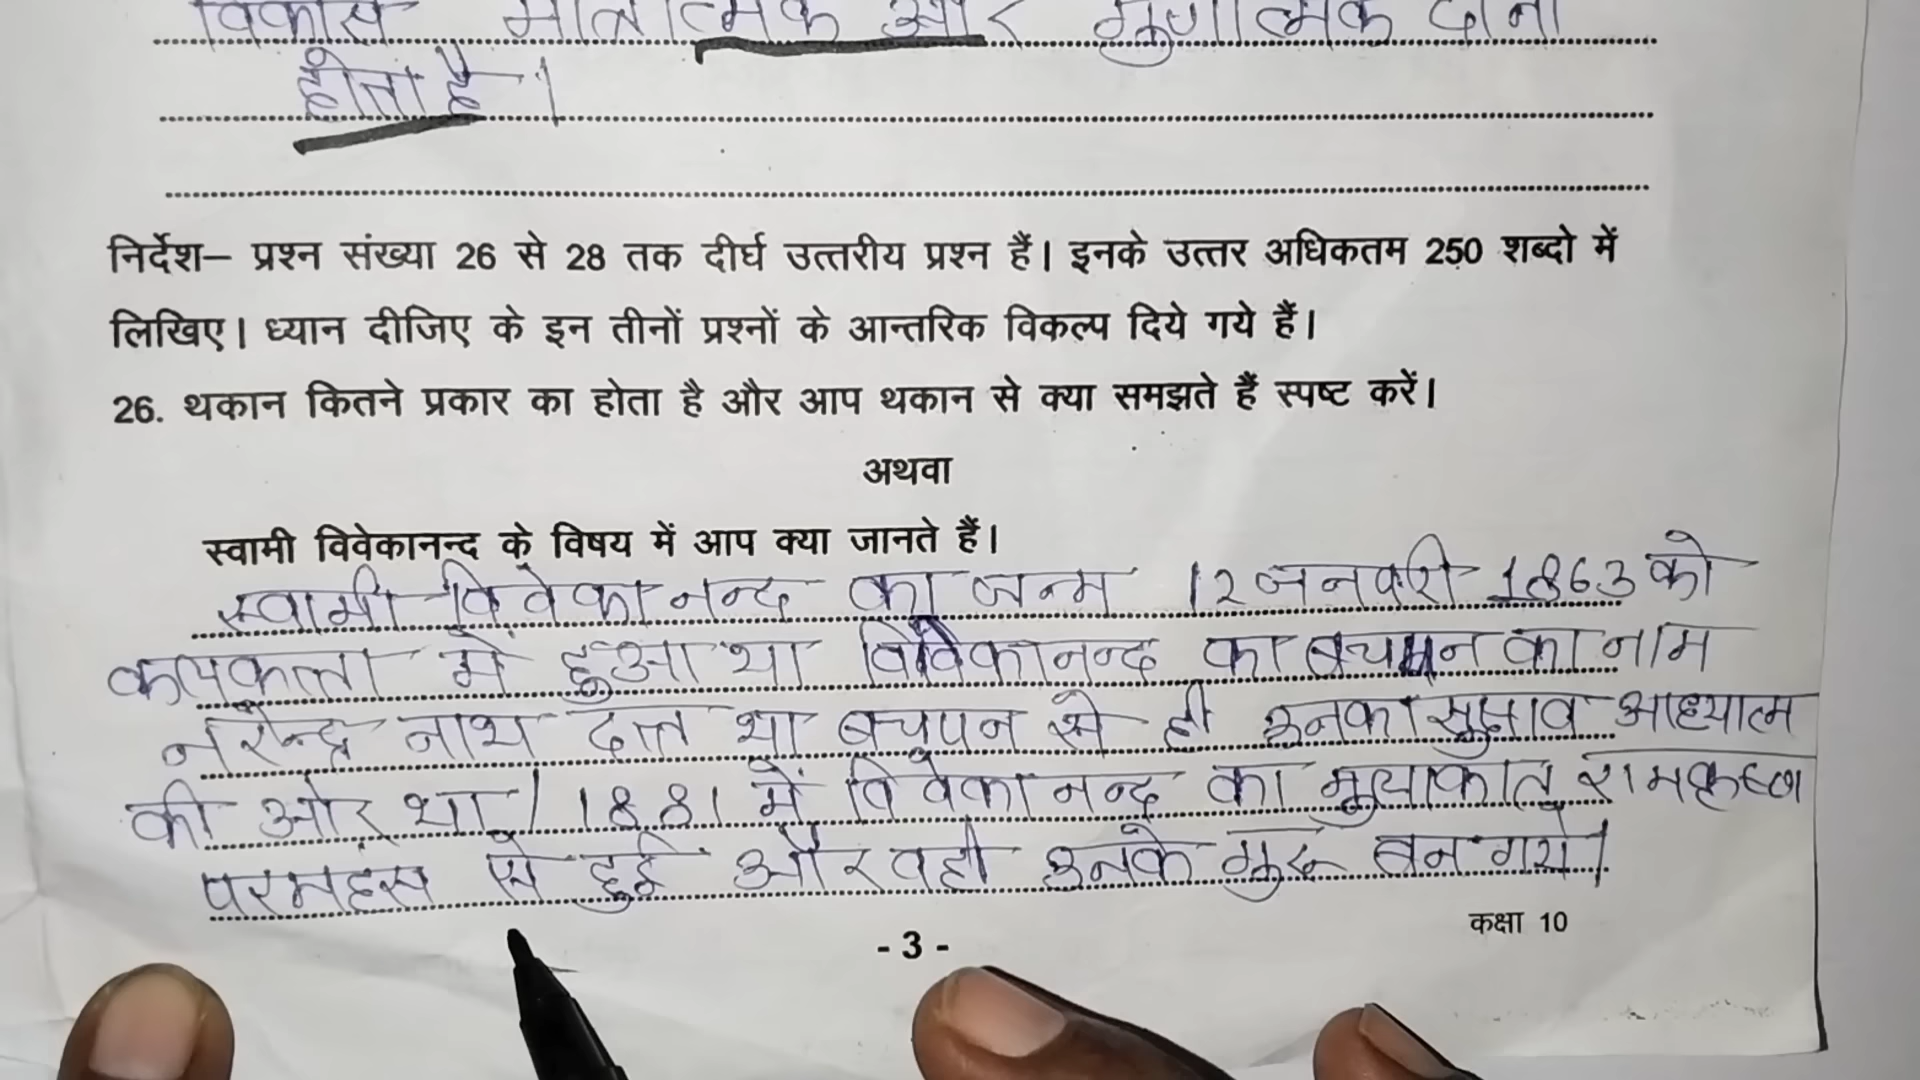 विकास मात्रात्मक और गुणात्मक दोनो
होता है।
निर्देश– प्रश्न संख्या 26 से 28 तक दीर्घ उत्तरीय प्रश्न हैं। इनके उत्तर अधिकतम 250 शब्दो में
लिखिए। ध्यान दीजिए के इन तीनों प्रश्नों के आन्तरिक विकल्प दिये गये हैं।
26. थकान कितने प्रकार का होता है और आप थकान से क्या समझते हैं स्पष्ट करें।
अथवा
स्वामी विवेकानन्द के विषय में आप क्या जानते हैं।
स्वामी विवेकानन्द का जन्म 12 जनवरी 1863 को
कलकत्ता में हुआ था विवेकानन्द का बचपन का नाम
नरेन्द्र नाथ दत्त था बचपन से ही उनका झुकाव आध्यात्म
की ओर था। 1881 में विवेकानन्द का मुलाकात रामकृष्ण
परमहंस से हुई और वही उनके गुरू बन गये।
कक्षा 10
- 3 -